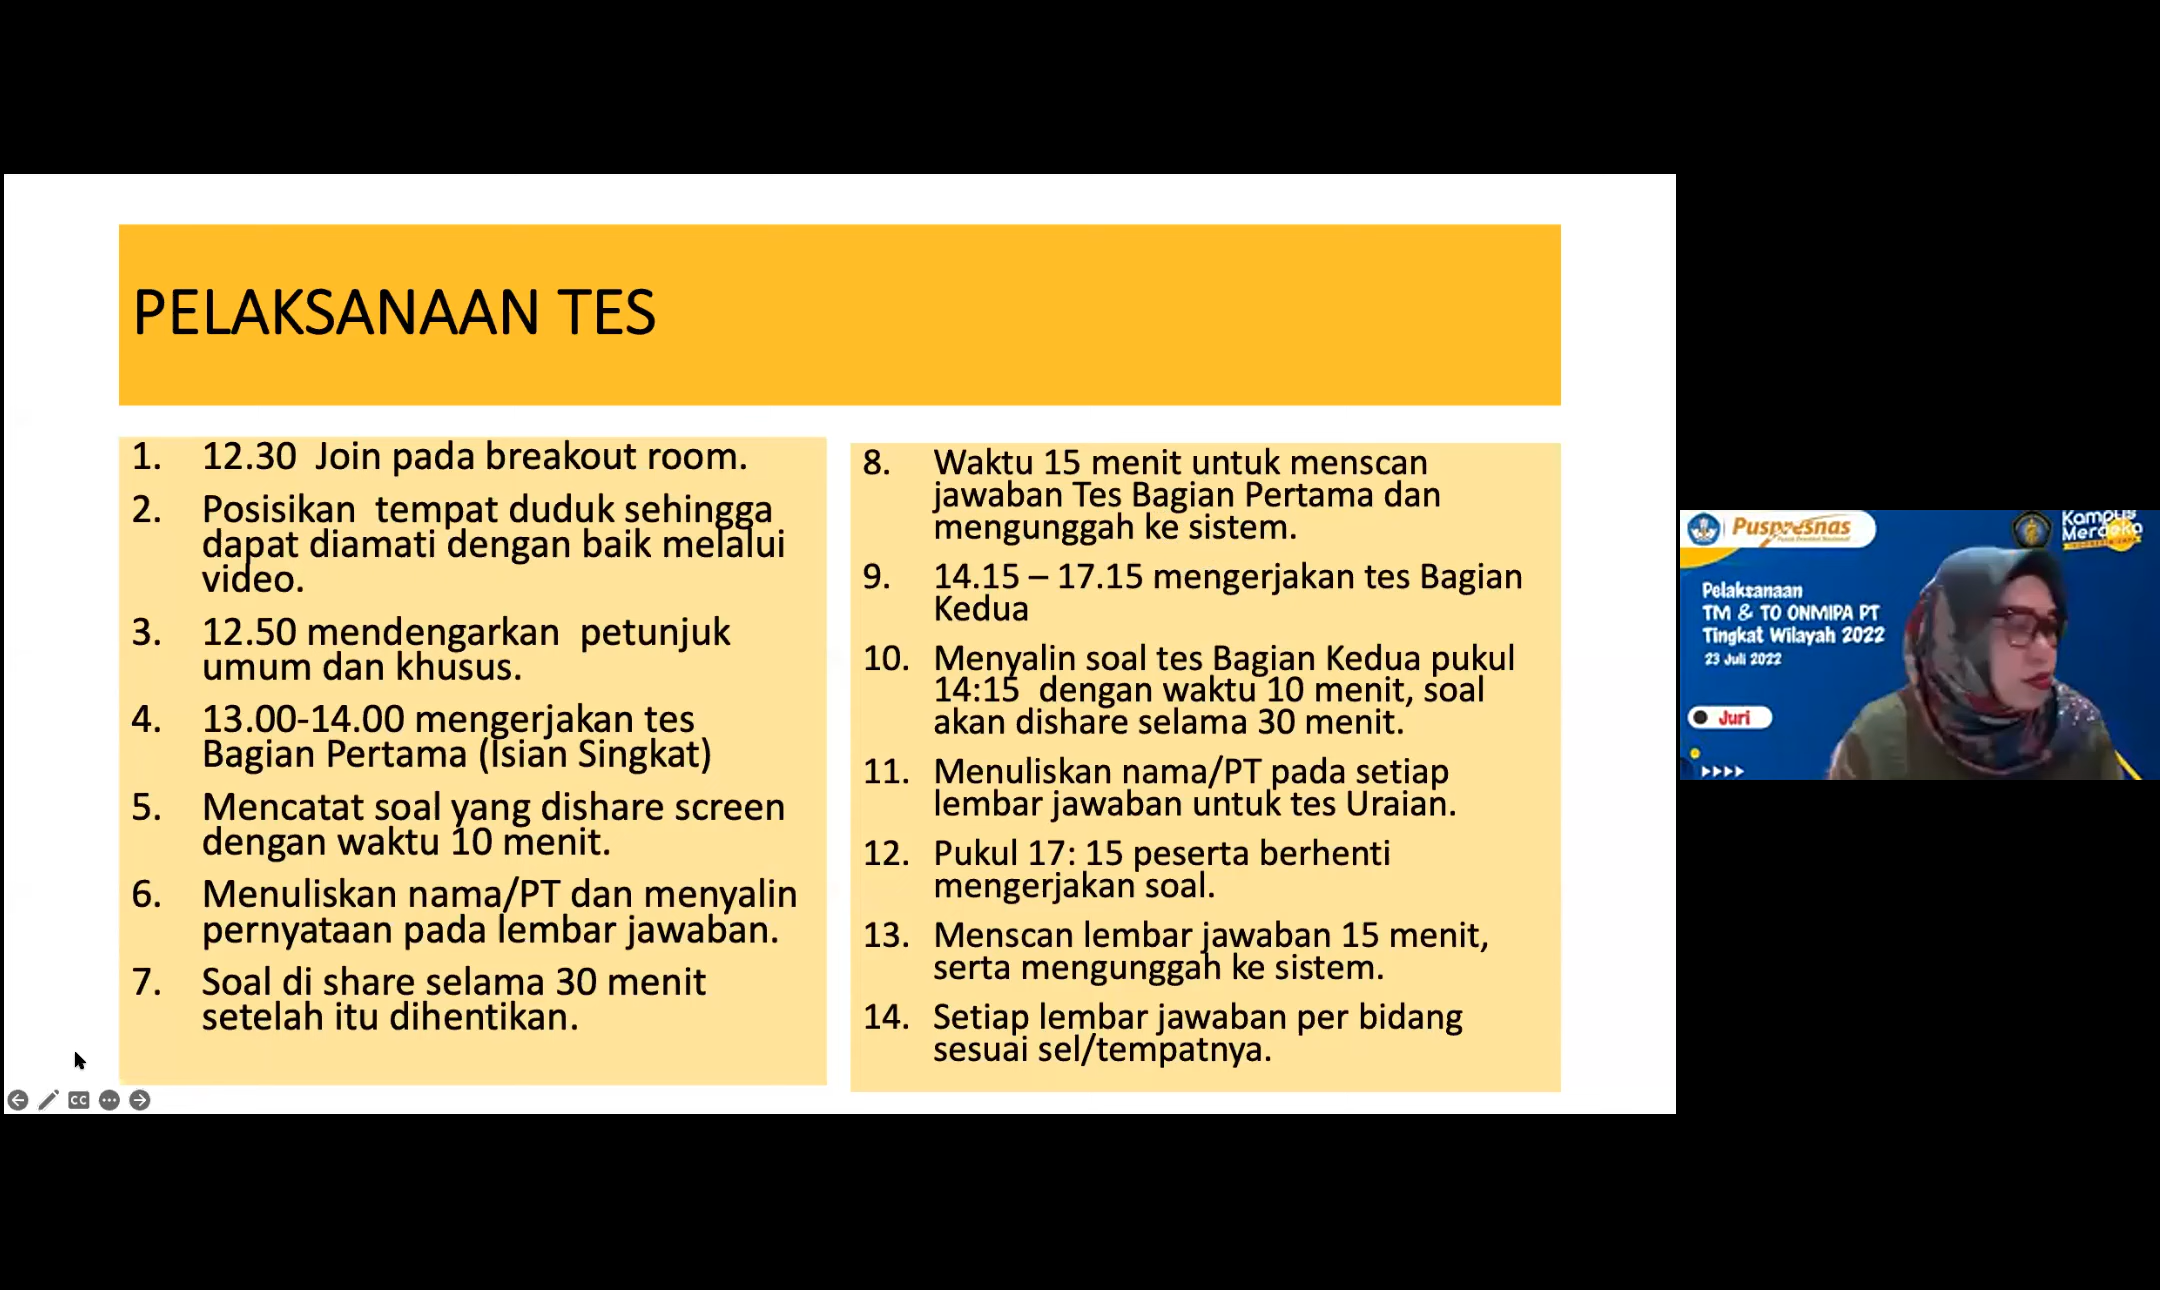 PELAKSANAAN TES
1. 12.30 Join pada breakout room.
2. Posisikan tempat duduk sehingga
dapat diamati dengan baik melalui
video.
3. 12.50 mendengarkan petunjuk
umum dan khusus.
4. 13.00-14.00 mengerjakan tes
Bagian Pertama (Isian Singkat)
5. Mencatat soal yang dishare screen
dengan waktu 10 menit.
6. Menuliskan nama/PT dan menyalin
pernyataan pada lembar jawaban.
7. Soal di share selama 30 menit
setelah itu dihentikan.
8. Waktu 15 menit untuk menscan
jawaban Tes Bagian Pertama dan
mengunggah ke sistem.
9. 14.15 – 17.15 mengerjakan tes Bagian
Kedua
10. Menyalin soal tes Bagian Kedua pukul
14:15 dengan waktu 10 menit, soal
akan dishare selama 30 menit.
11. Menuliskan nama/PT pada setiap
lembar jawaban untuk tes Uraian.
12. Pukul 17: 15 peserta berhenti
mengerjakan soal.
13. Menscan lembar jawaban 15 menit,
serta mengunggah ke sistem.
14. Setiap lembar jawaban per bidang
sesuai sel/tempatnya.
CC
Puspresnas
Kampus
Merdeka
Pelaksanaan
TM & TO ONMIPA PT
Tingkat Wilayah 2022
23 Juli 2022
Juri